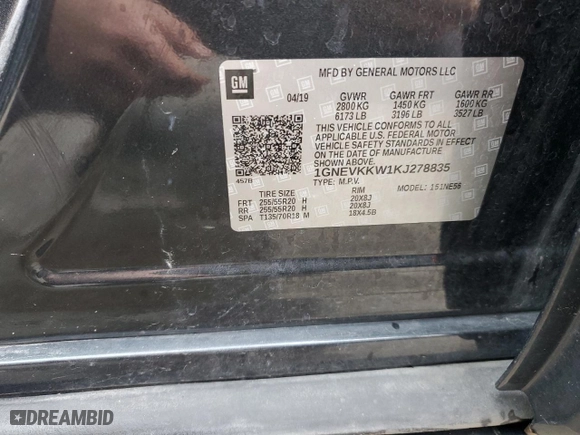 GM
MFD BY GENERAL MOTORS LLC
04/19 GVWR GAWR FRT GAWR RR
2800 KG 1450 KG 1600 KG
6173 LB 3196 LB 3527 LB
THIS VEHICLE CONFORMS TO ALL
APPLICABLE U.S. FEDERAL MOTOR
VEHICLE SAFETY STANDARDS IN EFFECT
ON THE DATE OF MANUFACTURE
SHOWN ABOVE.
1GNEVKKW1KJ278835
457B TYPE: M.P.V. MODEL: 151NE56
TIRE SIZE RIM
FRT 255/55R20 H 20X8J
RR 255/55R20 H 20X8J
SPA T135/70R18 M 18X4.5B
DREAMBID